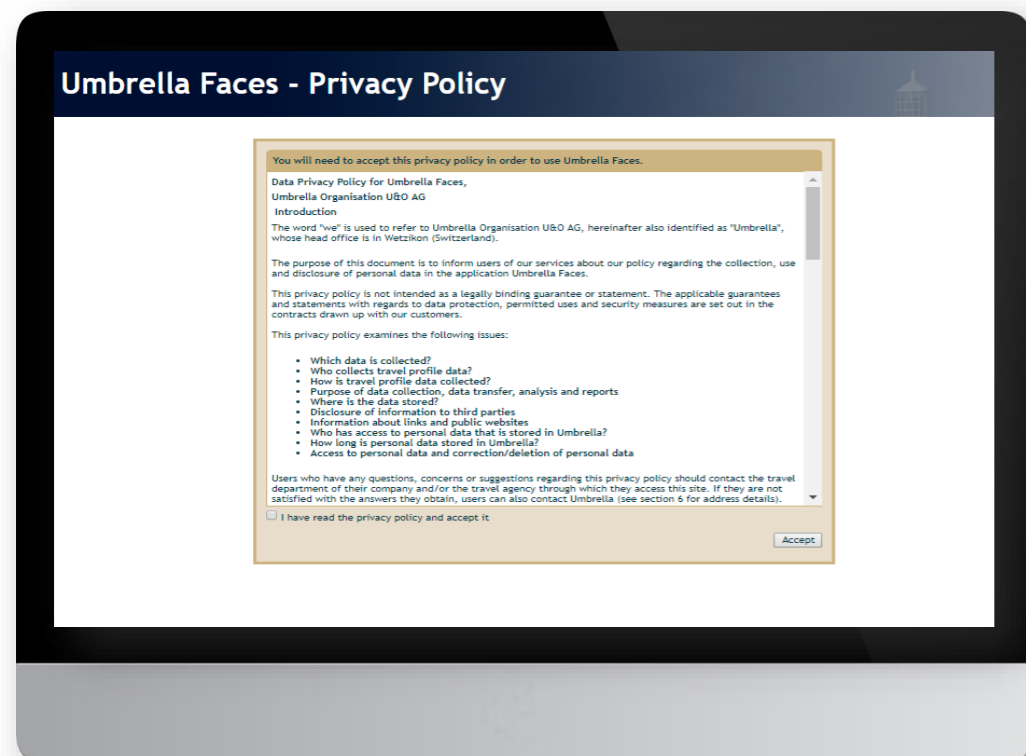 Umbrella Faces - Privacy Policy
You will need to accept this privacy policy in order to use Umbrella Faces.
Data Privacy Policy for Umbrella Faces,
Umbrella Organisation U&O AG
Introduction
The word "we" is used to refer to Umbrella Organisation U&O AG, hereinafter also identified as "Umbrella",
whose head office is in Wetzikon (Switzerland).
The purpose of this document is to inform users of our services about our policy regarding the collection, use
and disclosure of personal data in the application Umbrella Faces.
This privacy policy is not intended as a legally binding guarantee or statement. The applicable guarantees
and statements with regards to data protection, permitted uses and security measures are set out in the
contracts drawn up with our customers.
This privacy policy examines the following issues:
• Which data is collected?
• Who collects travel profile data?
• How is travel profile data collected?
• Purpose of data collection, data transfer, analysis and reports
• Where is the data stored?
• Disclosure of information to third parties
• Information about links and public websites
• Who has access to personal data that is stored in Umbrella?
• How long is personal data stored in Umbrella?
• Access to personal data and correction/deletion of personal data
Users who have any questions, concerns or suggestions regarding this privacy policy should contact the travel
department of their company and/or the travel agency through which they access this site. If they are not
satisfied with the answers they obtain, users can also contact Umbrella (see section 6 for address details).
I have read the privacy policy and accept it
Accept